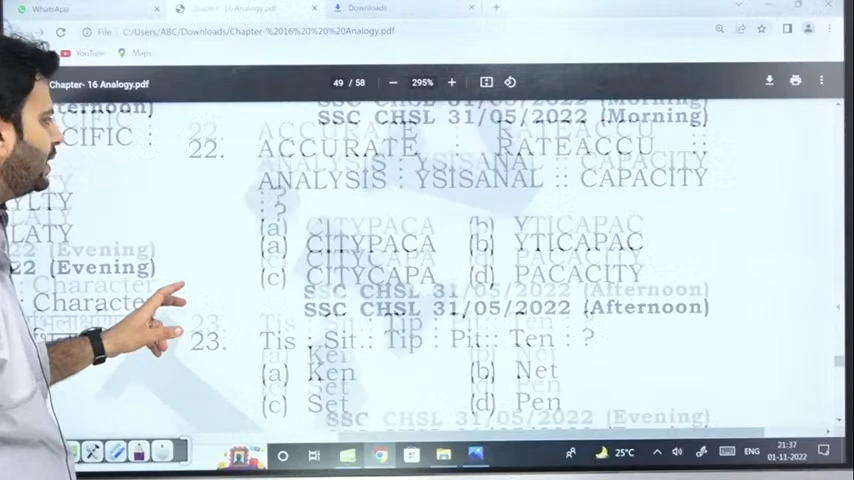 WhatsApp
Chapter- 16 Analogy.pdf
Downloads
File
C:/Users/ABC/Downloads/Chapter-%2016%20%20%20Analogy.pdf
YouTube
Maps
Chapter- 16 Analogy.pdf
49 / 58
295%
CIFIC :
LTY
LATY
22 (Evening)
: Character
SSC CHSL 31/05/2022 (Morning)
22. ACCURATE : RATEACCU ::
ANALYSIS : YSISANAL :: CAPACITY
: ?
(a) CITYPACA (b) YTICAPAC
(c) CITYCAPA (d) PACACITY
SSC CHSL 31/05/2022 (Afternoon)
23. Tis : Sit :: Tip : Pit :: Ten : ?
(a) Ken (b) Net
(c) Set (d) Pen
SSC CHSL 31/05/2022 (Evening)
25°C
ENG
21:37
01-11-2022